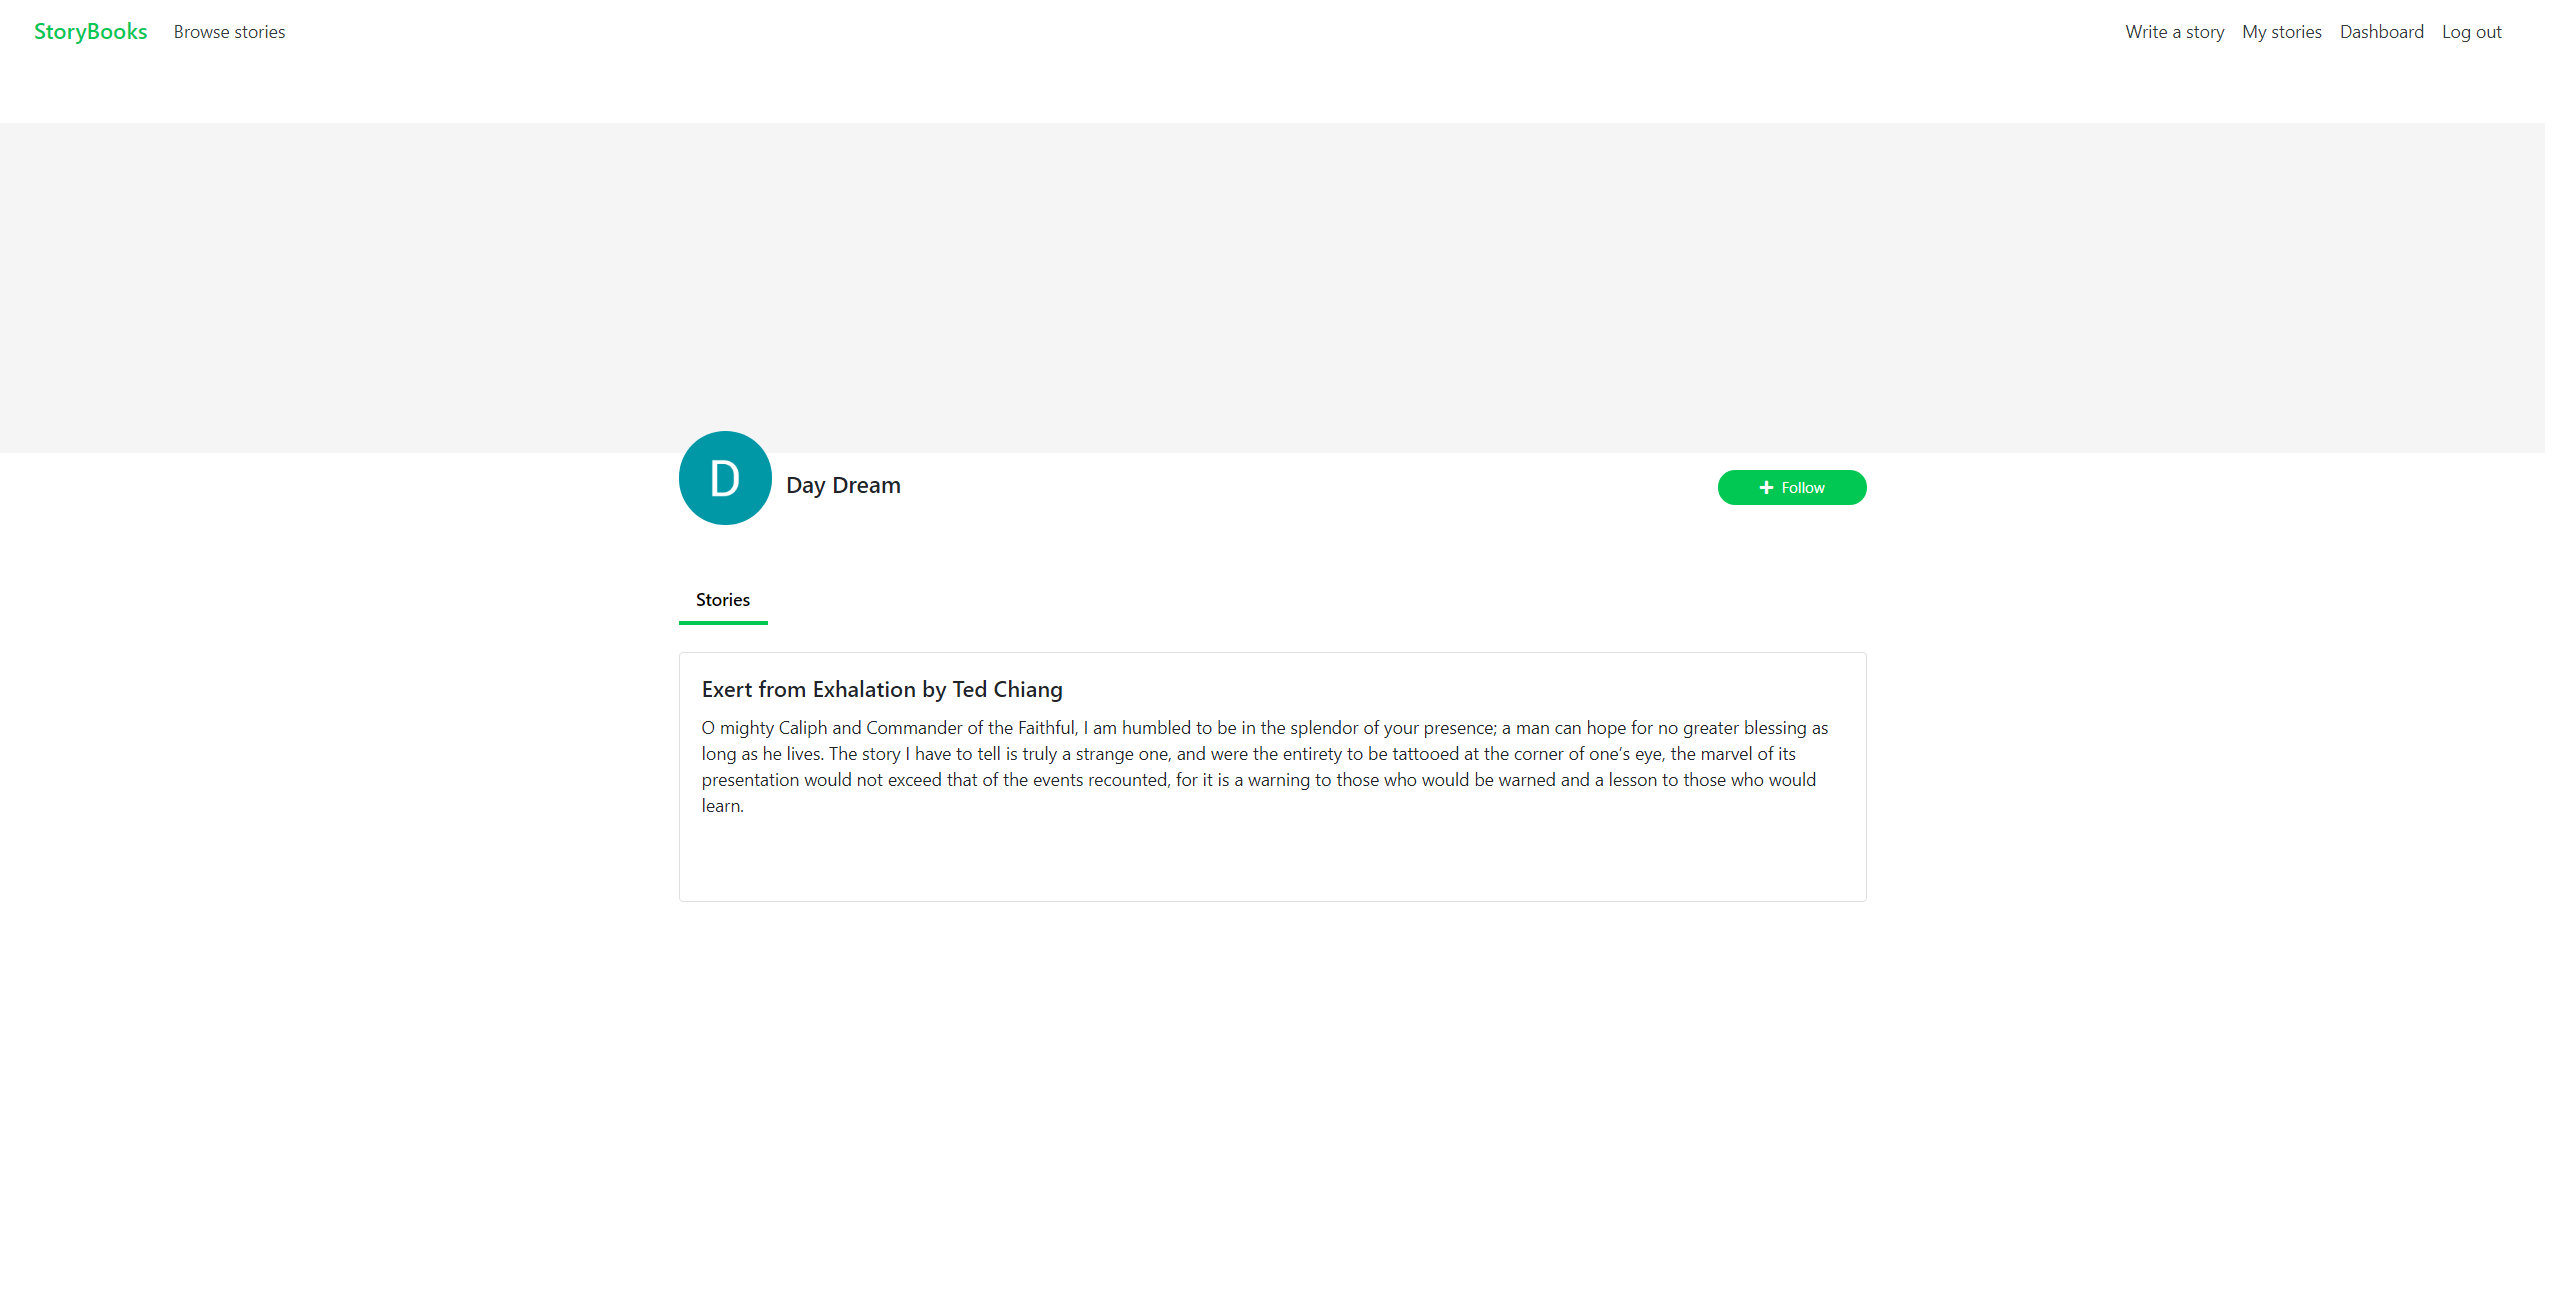 StoryBooks
Browse stories
Write a story
My stories
Dashboard
Log out
D
Day Dream
Follow
Stories
Exert from Exhalation by Ted Chiang
O mighty Caliph and Commander of the Faithful, I am humbled to be in the splendor of your presence; a man can hope for no greater blessing as
long as he lives. The story I have to tell is truly a strange one, and were the entirety to be tattooed at the corner of one’s eye, the marvel of its
presentation would not exceed that of the events recounted, for it is a warning to those who would be warned and a lesson to those who would
learn.